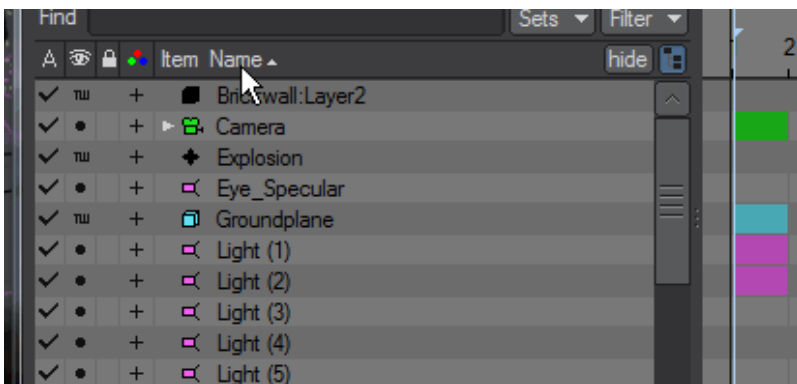 Find Sets Filter
A Item Name hide 2
Brickwall:Layer2
Camera
Explosion
Eye_Specular
Groundplane
Light (1)
Light (2)
Light (3)
Light (4)
Light (5)